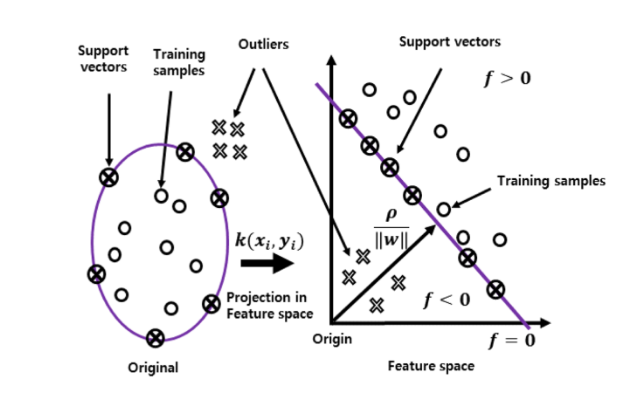 Support
vectors
Training
samples
Outliers
k(xᵢ, yᵢ)
Projection in
Feature space
Original
Support vectors
f > 0
Training samples
ρ
‖w‖
f < 0
Origin
f = 0
Feature space